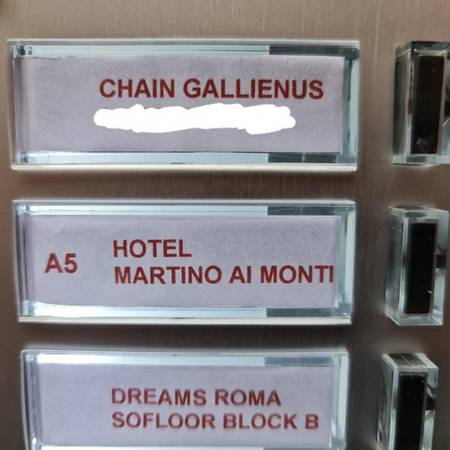 CHAIN GALLIENUS
A5 HOTEL
MARTINO AI MONTI
DREAMS ROMA
SOFLOOR BLOCK B